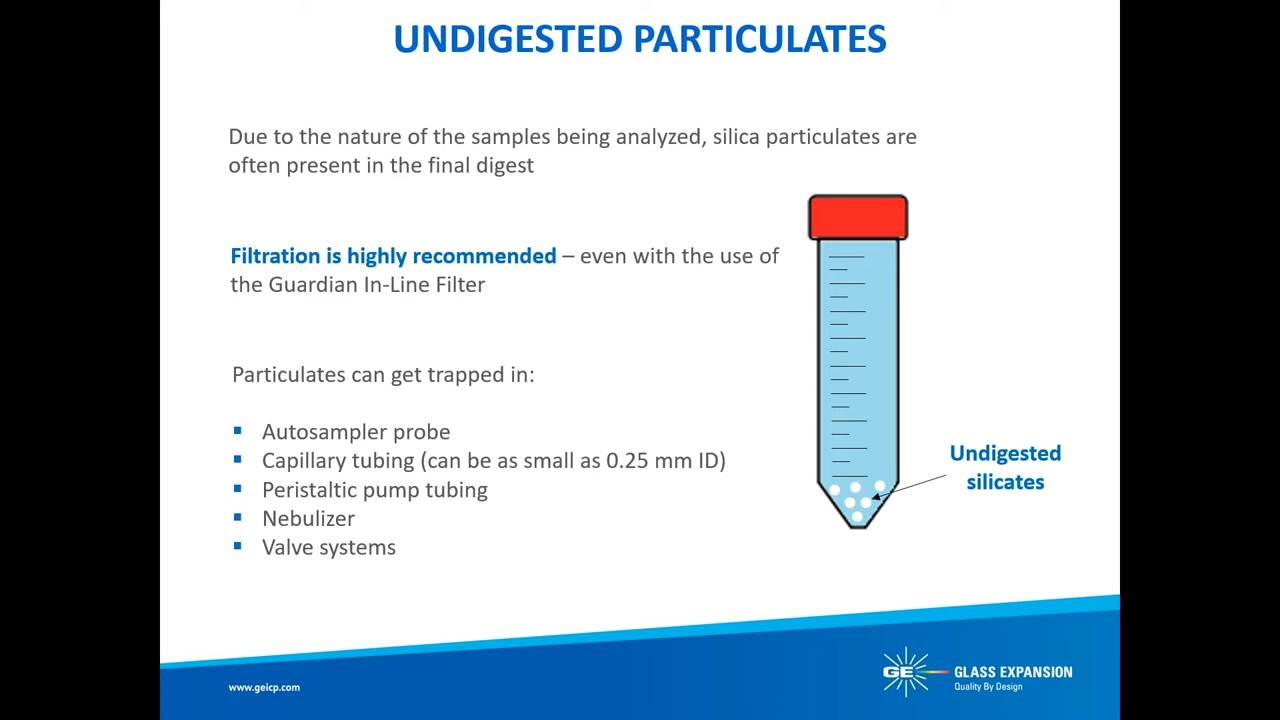 UNDIGESTED PARTICULATES
Due to the nature of the samples being analyzed, silica particulates are
often present in the final digest
Filtration is highly recommended – even with the use of
the Guardian In-Line Filter
Particulates can get trapped in:
▪ Autosampler probe
▪ Capillary tubing (can be as small as 0.25 mm ID)
▪ Peristaltic pump tubing
▪ Nebulizer
▪ Valve systems
Undigested
silicates
www.geicp.com
GE
GLASS EXPANSION
Quality By Design